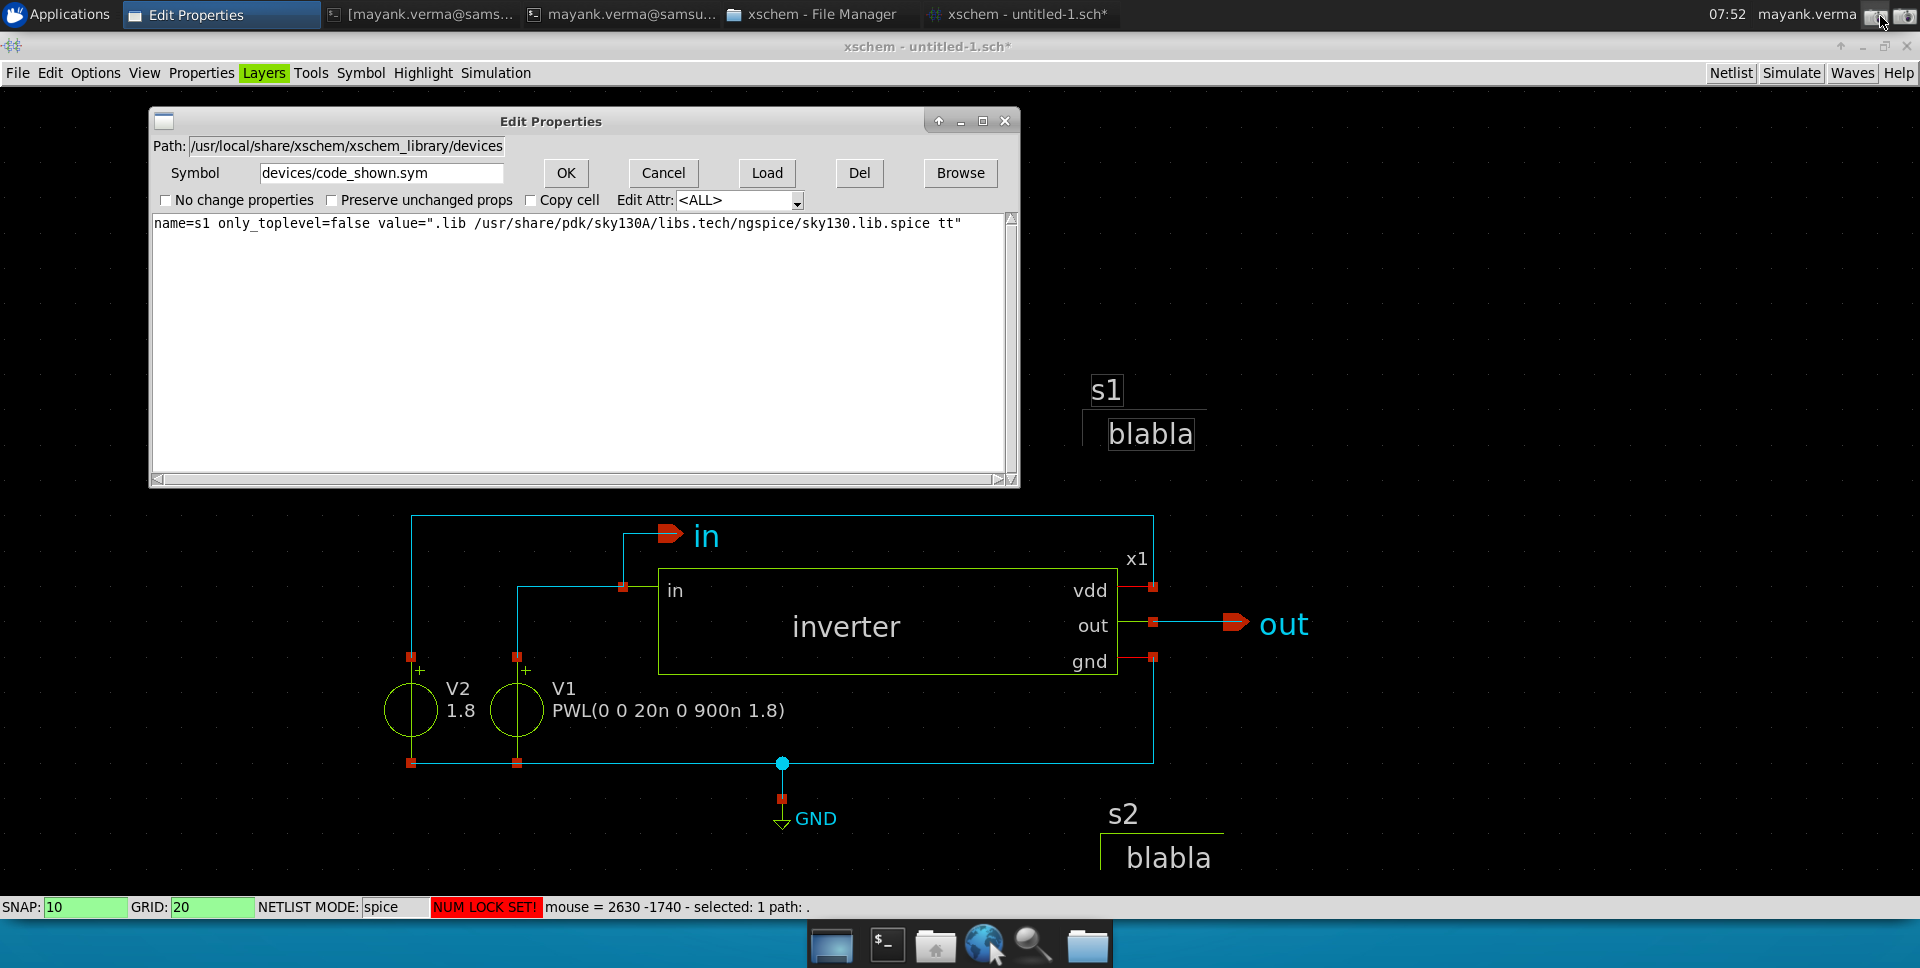 Applications
Edit Properties
[mayank.verma@sams...
mayank.verma@samsu...
xschem - File Manager
xschem - untitled-1.sch*
07:52
mayank.verma
xschem - untitled-1.sch*
File Edit Options View Properties Layers Tools Symbol Highlight Simulation
Netlist Simulate Waves Help
Edit Properties
Path: /usr/local/share/xschem/xschem_library/devices
Symbol devices/code_shown.sym OK Cancel Load Del Browse
No change properties Preserve unchanged props Copy cell Edit Attr: <ALL>
name=s1 only_toplevel=false value=".lib /usr/share/pdk/sky130A/libs.tech/ngspice/sky130.lib.spice tt"
s1
blabla
in
x1
in
vdd
inverter
out
out
gnd
+
+
V2
1.8
V1
PWL(0 0 20n 0 900n 1.8)
GND
s2
blabla
SNAP: 10 GRID: 20 NETLIST MODE: spice NUM LOCK SET! mouse = 2630 -1740 - selected: 1 path: .
$_